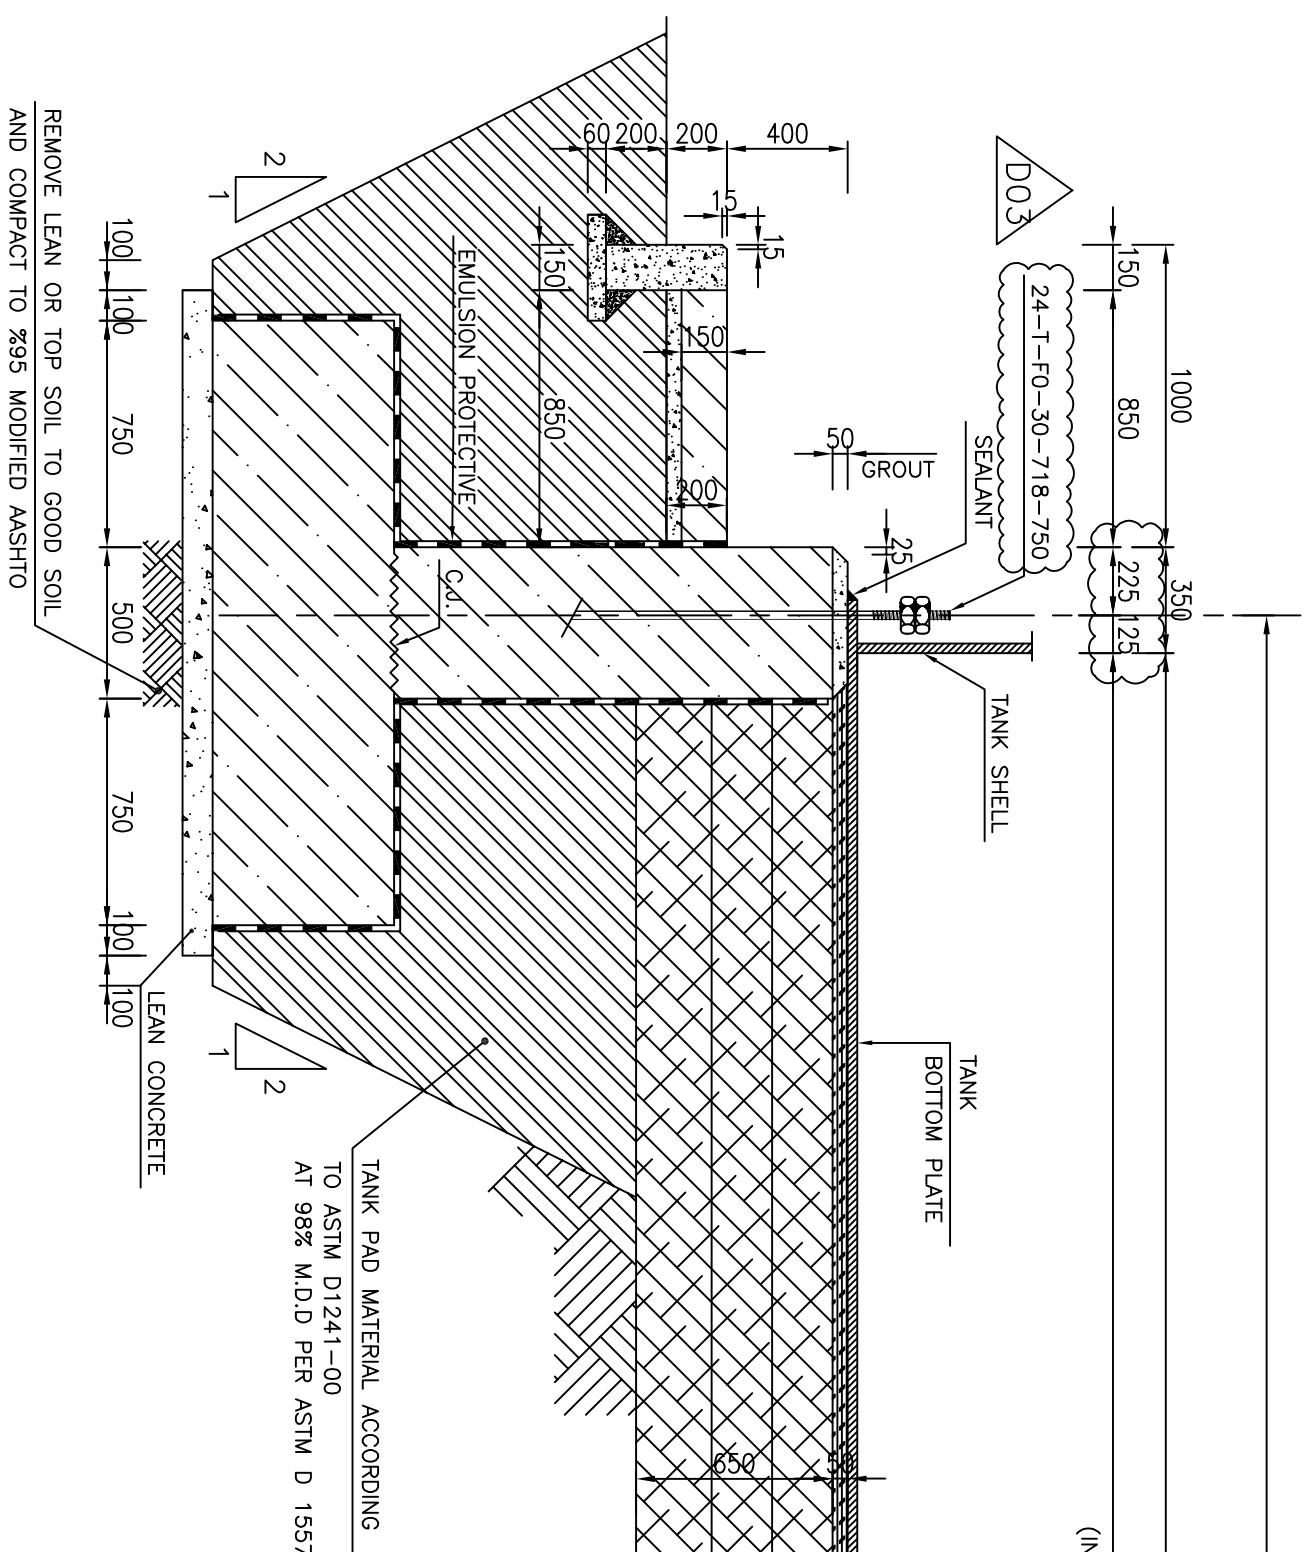 D03
1000
150
850
350
225
125
(IN
24-T-F0-30-718-750
SEALANT
TANK SHELL
TANK
BOTTOM PLATE
50
GROUT
25
400
200
200
60
15
15
150
200
150
850
EMULSION PROTECTIVE
C.J.
650
50
2
1
1
2
TANK PAD MATERIAL ACCORDING
TO ASTM D1241-00
AT 98% M.D.D PER ASTM D 1557
LEAN CONCRETE
100
100
750
500
750
100
100
REMOVE LEAN OR TOP SOIL TO GOOD SOIL
AND COMPACT TO %95 MODIFIED AASHTO